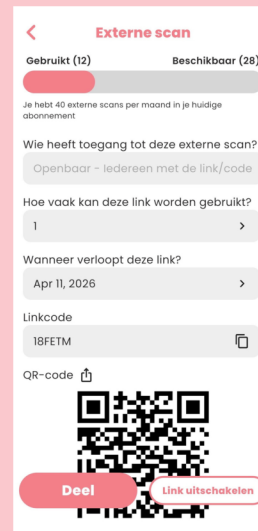 Externe scan
Gebruikt (12) Beschikbaar (28)
Je hebt 40 externe scans per maand in je huidige
abonnement
Wie heeft toegang tot deze externe scan?
Openbaar - Iedereen met de link/code
Hoe vaak kan deze link worden gebruikt?
1
Wanneer verloopt deze link?
Apr 11, 2026
Linkcode
18FETM
QR-code
Deel Link uitschakelen